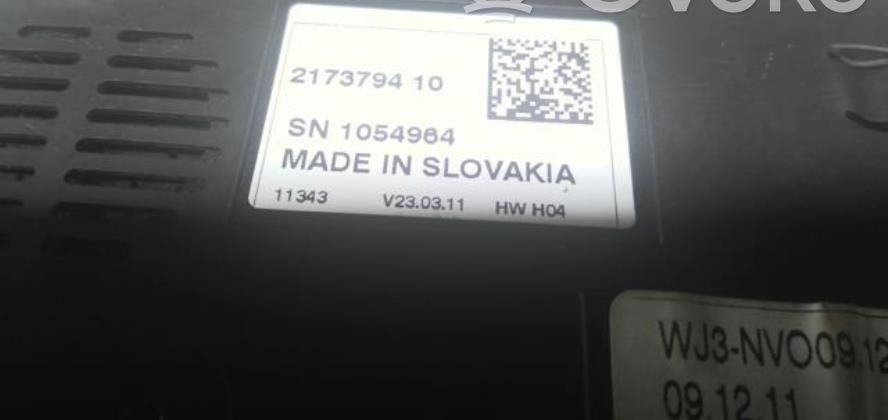 2173794 10
SN 1054964
MADE IN SLOVAKIA
11343 V23.03.11 HW H04
WJ3-NVO09.12
09.12.11